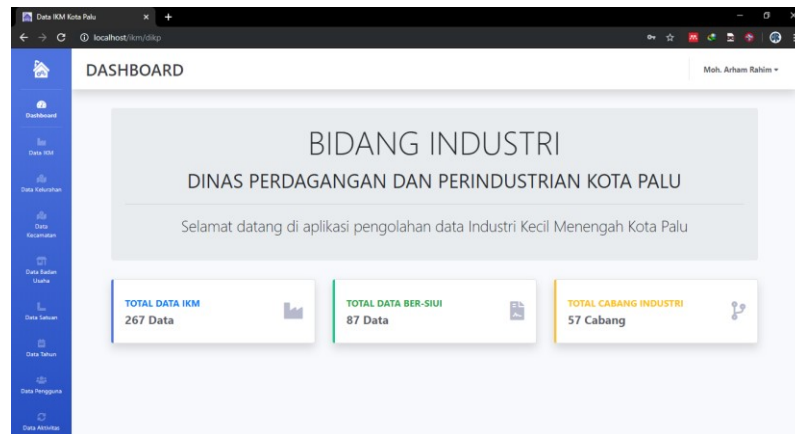 Data IKM Kota Palu
localhost/ikm/dikp
DASHBOARD
Moh. Arham Rahim
Dashboard
Data IKM
Data Kelurahan
Data
Kecamatan
Data Badan
Usaha
Data Satuan
Data Tahun
Data Pengguna
Data Aktivitas
BIDANG INDUSTRI
DINAS PERDAGANGAN DAN PERINDUSTRIAN KOTA PALU
Selamat datang di aplikasi pengolahan data Industri Kecil Menengah Kota Palu
TOTAL DATA IKM
267 Data
TOTAL DATA BER-SIUI
87 Data
TOTAL CABANG INDUSTRI
57 Cabang